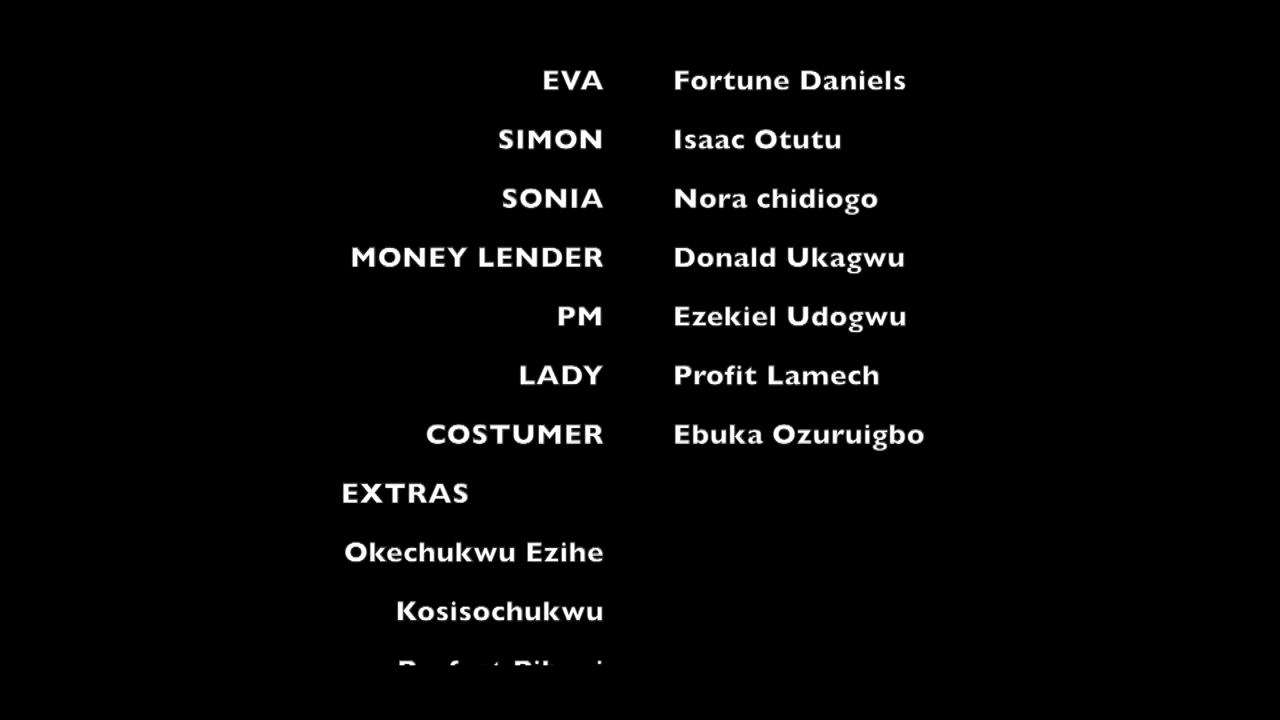 EVA Fortune Daniels
SIMON Isaac Otutu
SONIA Nora chidiogo
MONEY LENDER Donald Ukagwu
PM Ezekiel Udogwu
LADY Profit Lamech
COSTUMER Ebuka Ozuruigbo
EXTRAS
Okechukwu Ezihe
Kosisochukwu